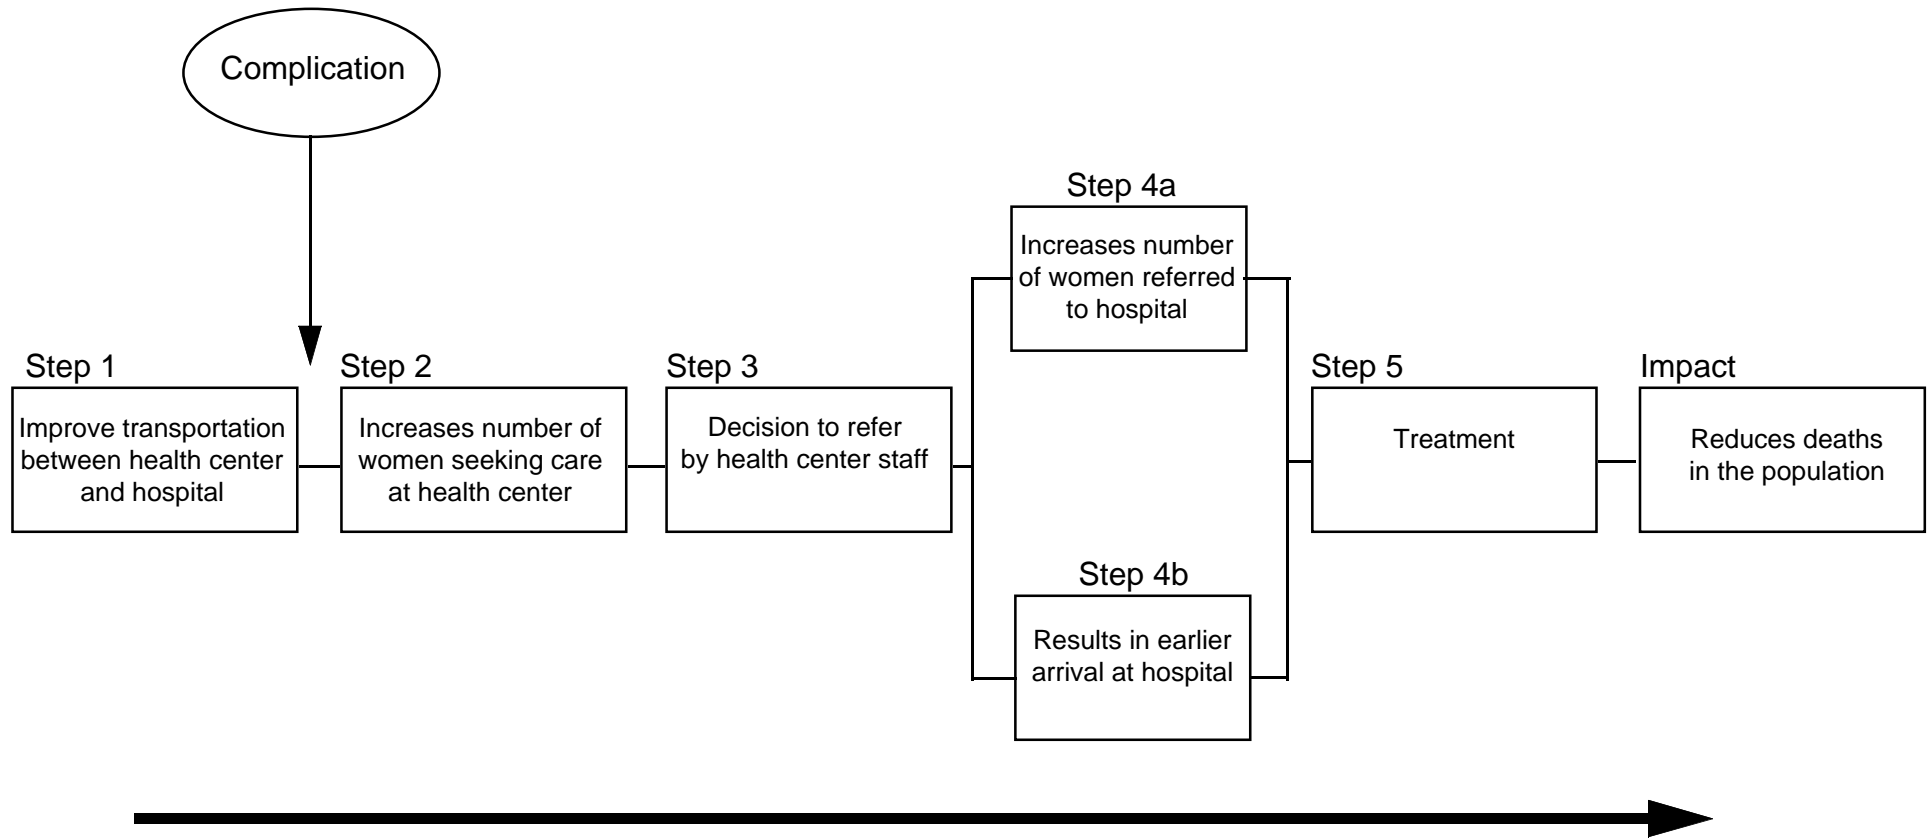 Complication
Step 1
Improve transportation
between health center
and hospital
Step 2
Increases number of
women seeking care
at health center
Step 3
Decision to refer
by health center staff
Step 4a
Increases number
of women referred
to hospital
Step 4b
Results in earlier
arrival at hospital
Step 5
Treatment
Impact
Reduces deaths
in the population